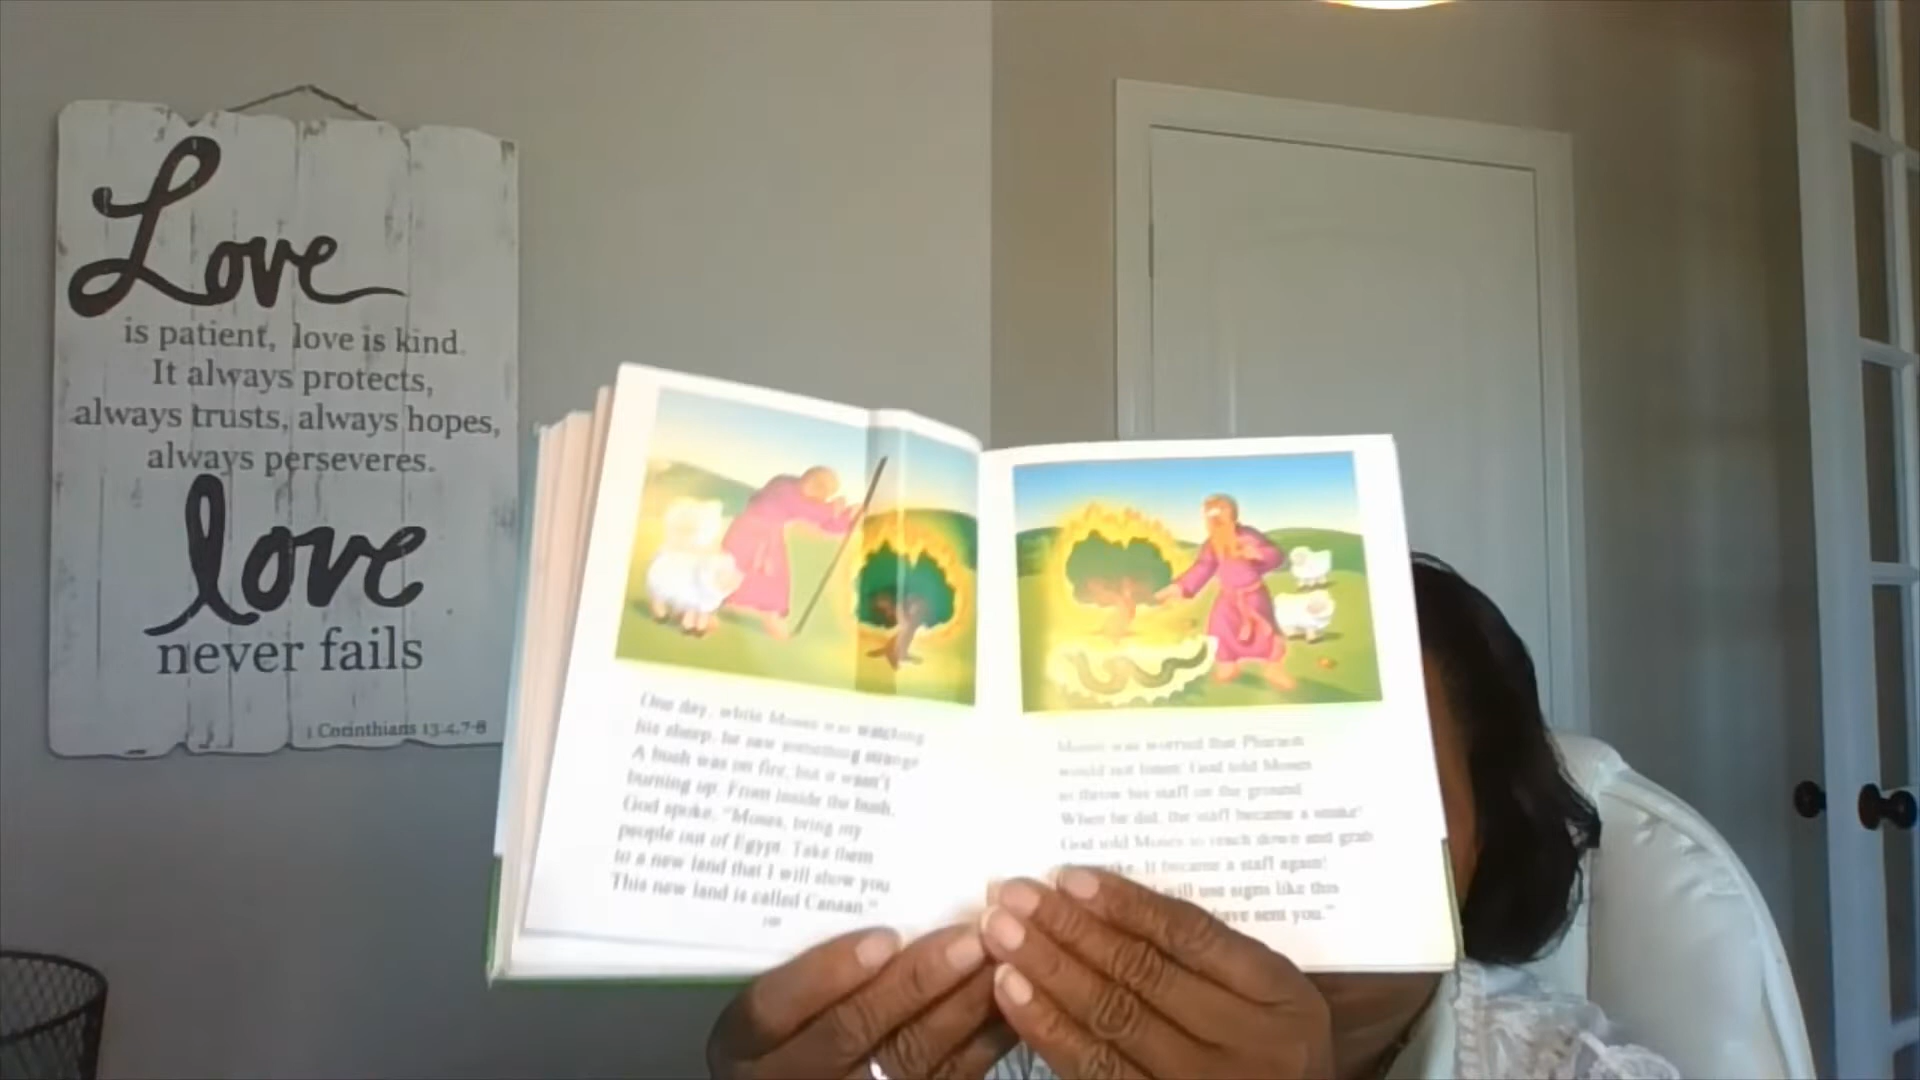 Love
is patient, love is kind.
It always protects,
always trusts, always hopes,
always perseveres.
love
never fails
1 Corinthians 13:4,7-8
One day, while Moses was watching
his sheep, he saw something strange
A bush was on fire, but it wasn't
burning up. From inside the bush,
God spoke. "Moses, bring my
people out of Egypt. Take them
to a new land that I will show you
This new land is called Canaan."
Moses was worried that Pharaoh
would not listen. God told Moses
to throw his staff on the ground.
When he did, the staff became a snake!
God told Moses to reach down and grab
It became a staff again!
will use signs like this
have sent you."